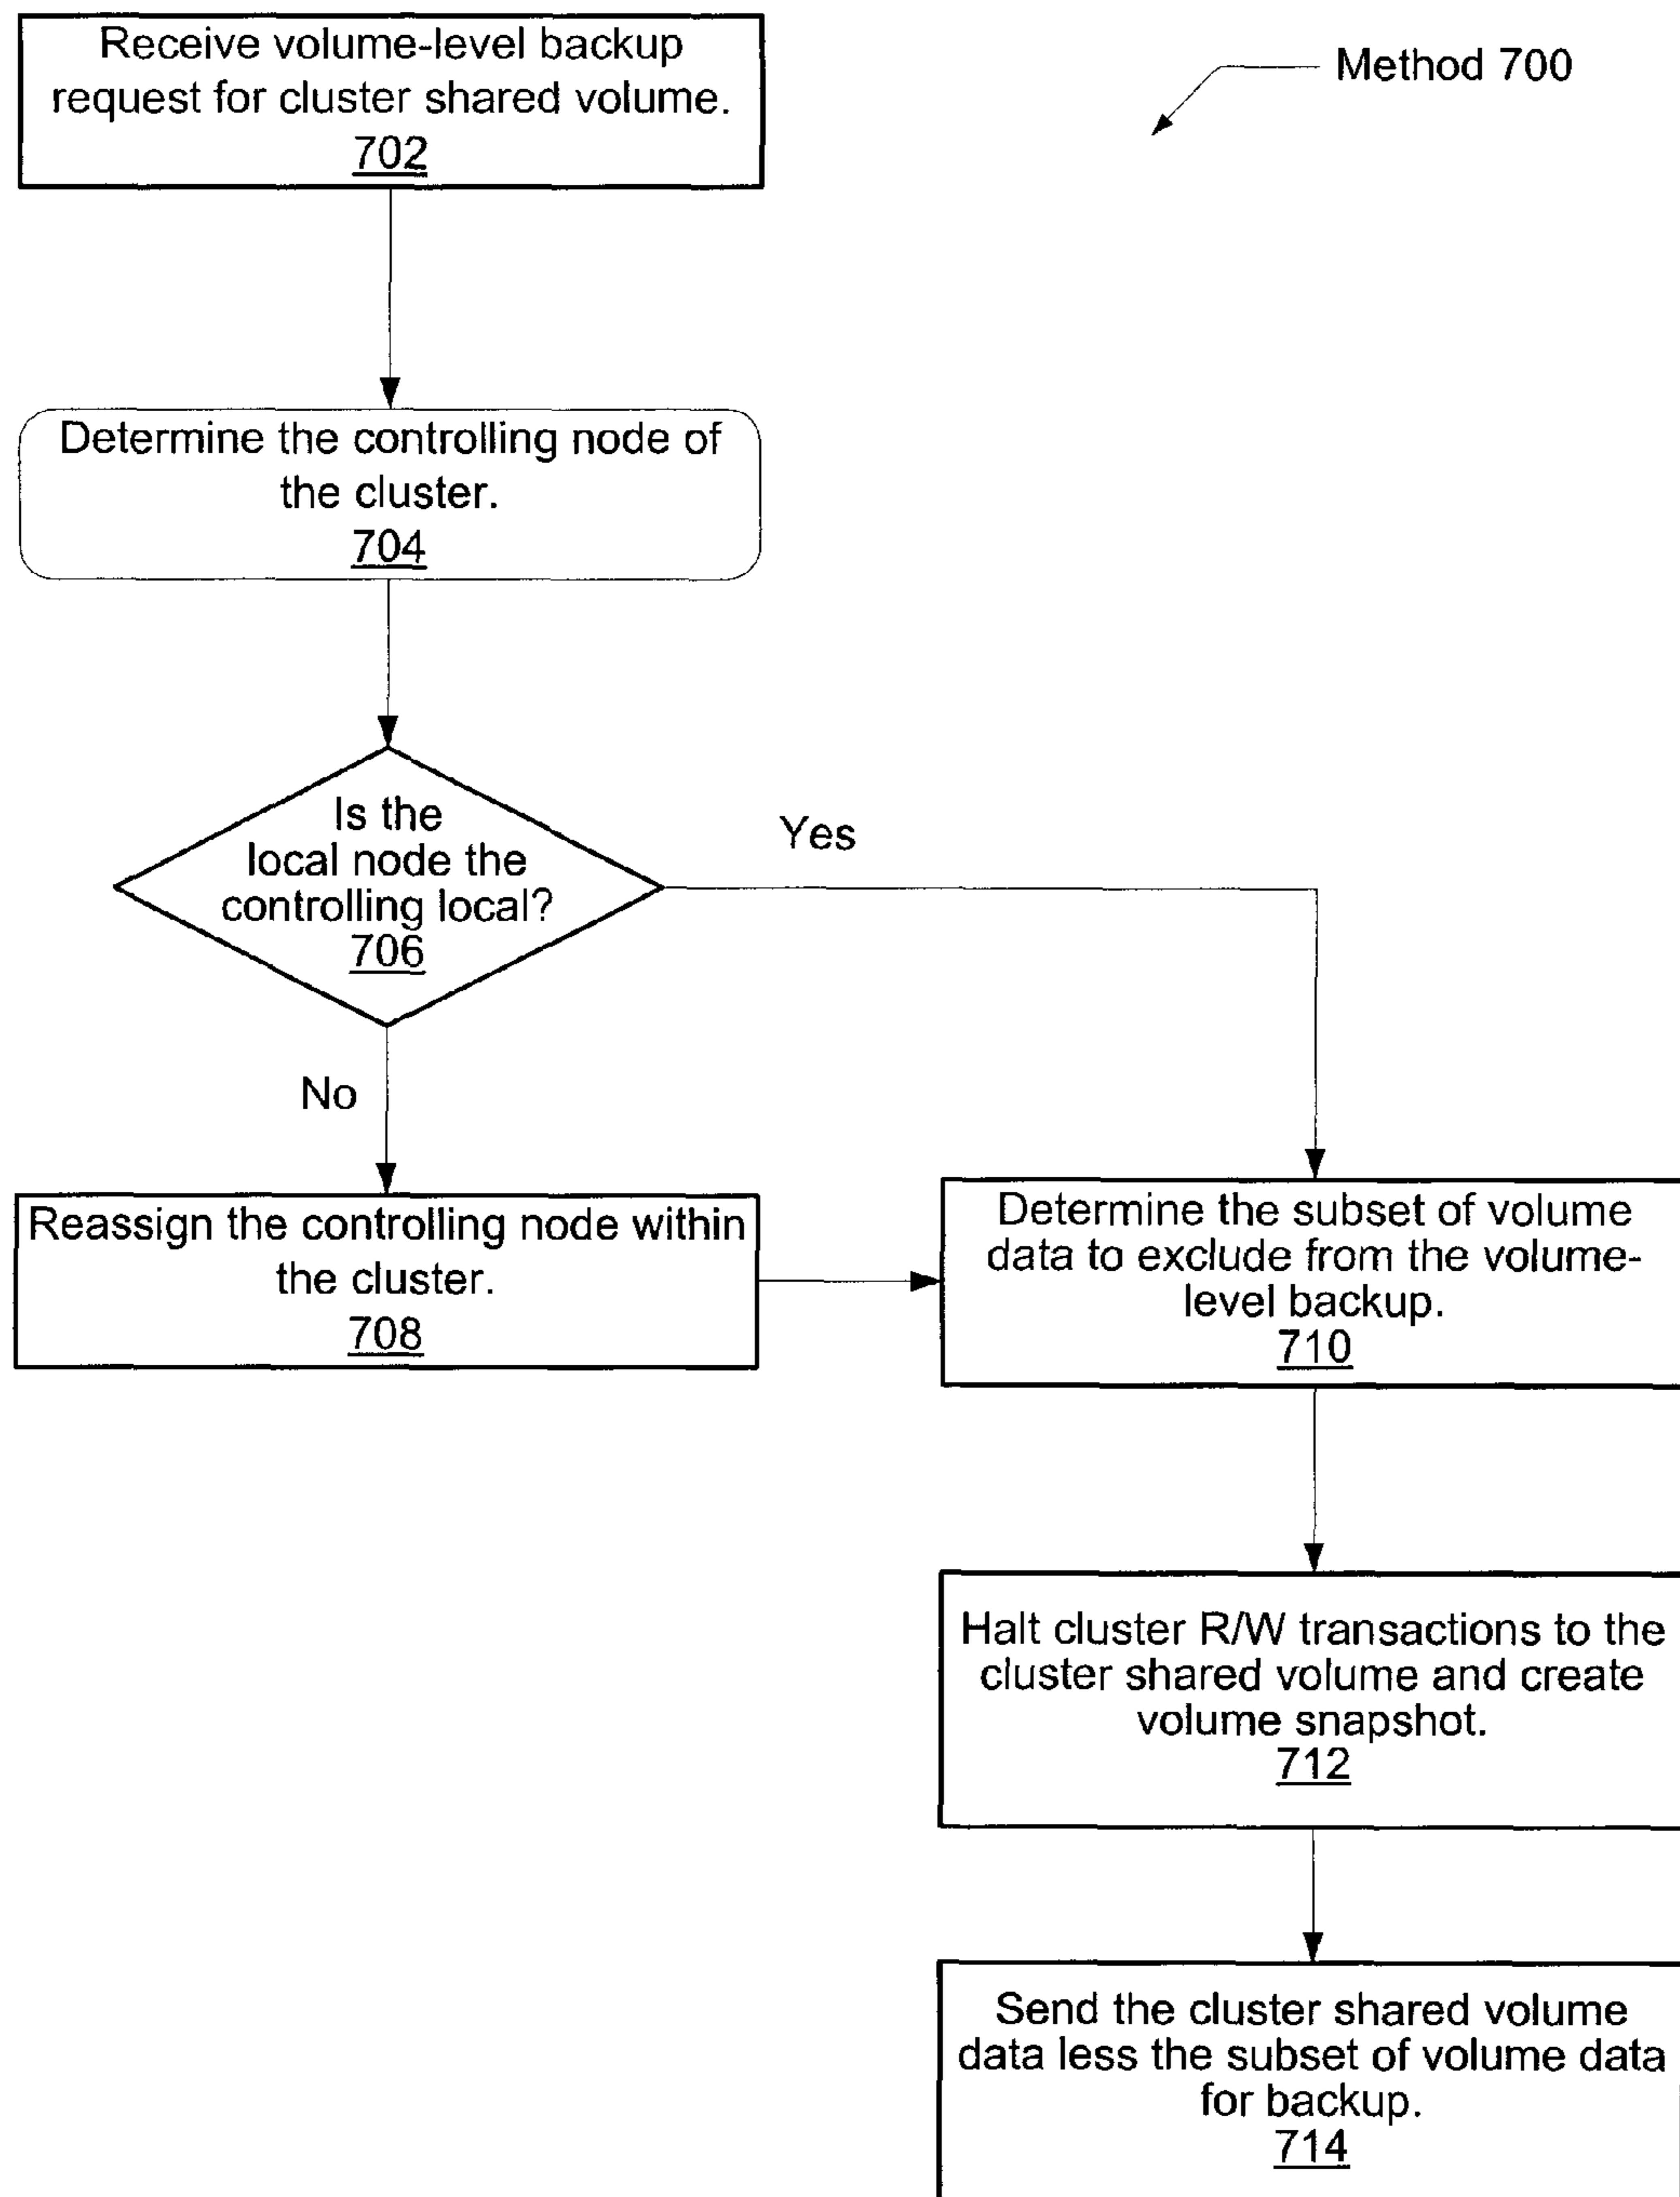 Receive volume-level backup
request for cluster shared volume.
702
Method 700
Determine the controlling node of
the cluster.
704
Is the
local node the
controlling local?
706
Yes
No
Reassign the controlling node within
the cluster.
708
Determine the subset of volume
data to exclude from the volume-
level backup.
710
Halt cluster R/W transactions to the
cluster shared volume and create
volume snapshot.
712
Send the cluster shared volume
data less the subset of volume data
for backup.
714